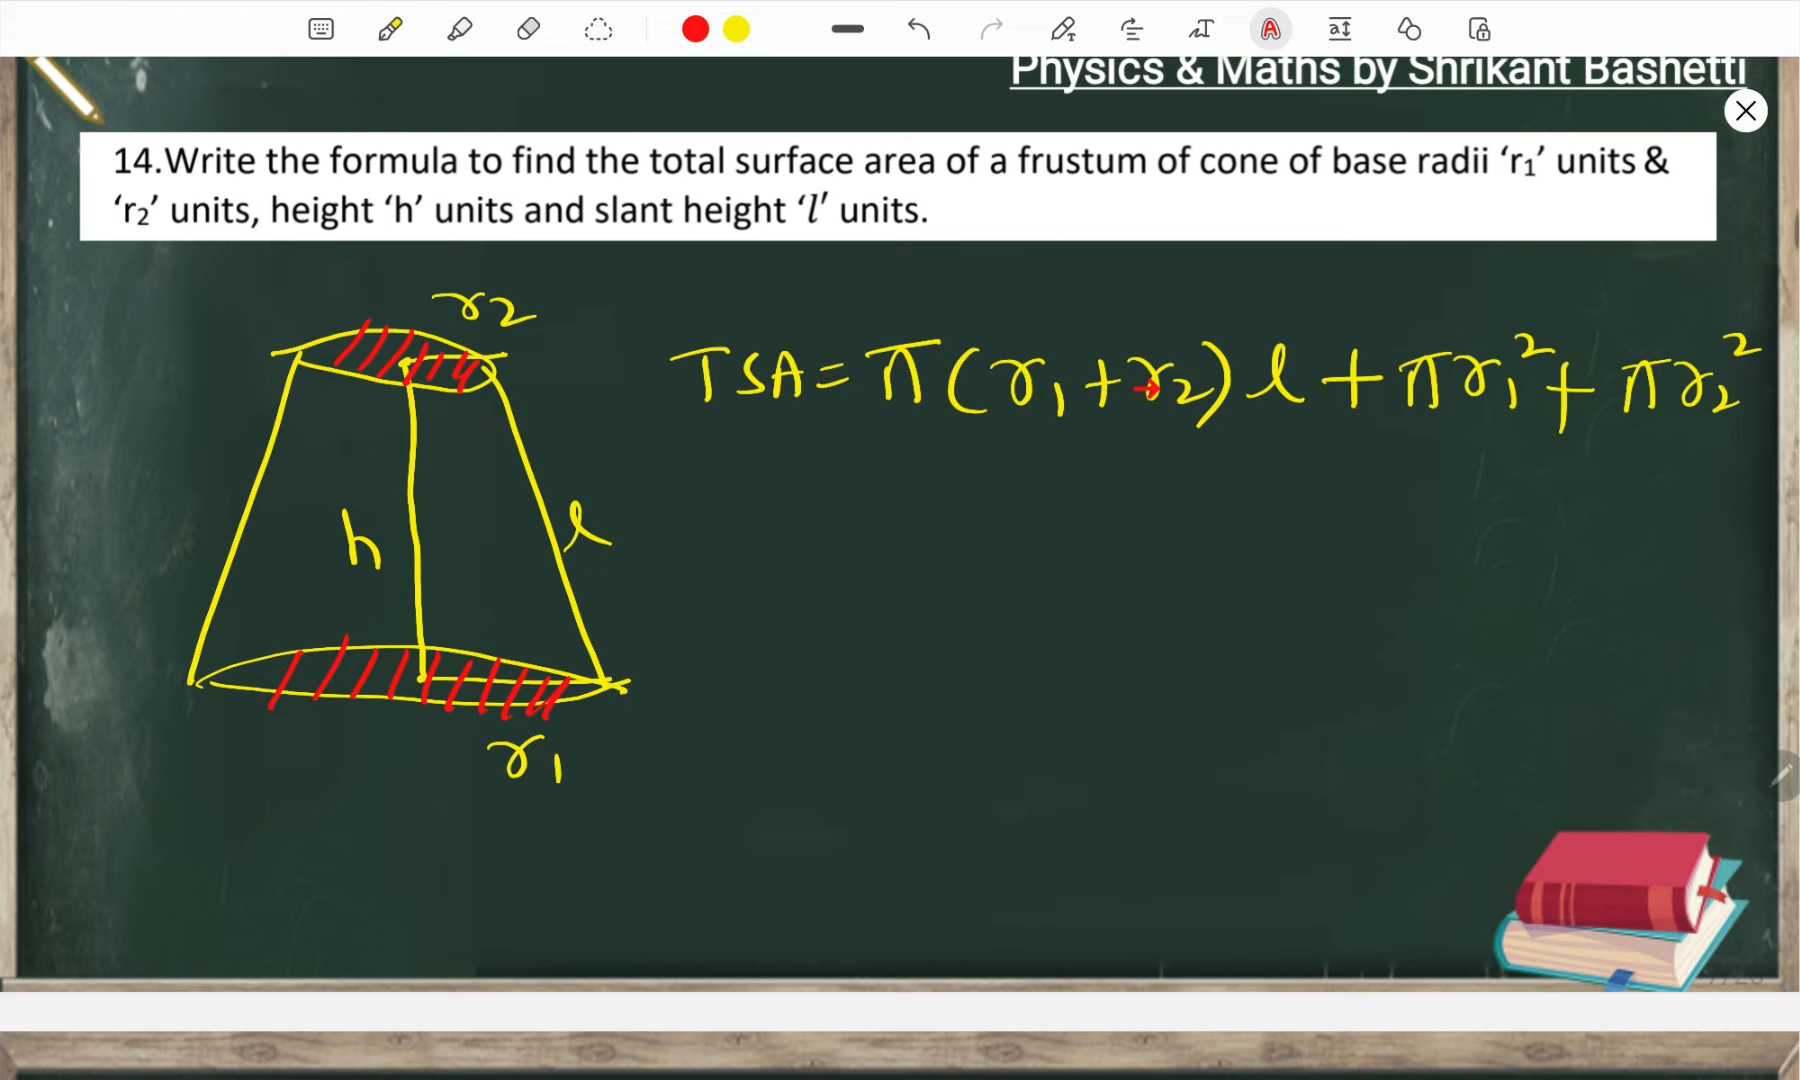 Physics & Maths by Shrikant Bashetti
14.Write the formula to find the total surface area of a frustum of cone of base radii ‘r₁’ units &
‘r₂’ units, height ‘h’ units and slant height ‘l’ units.
r₂
TSA = π(r₁+r₂)l + πr₁² + πr₂²
h
l
r₁